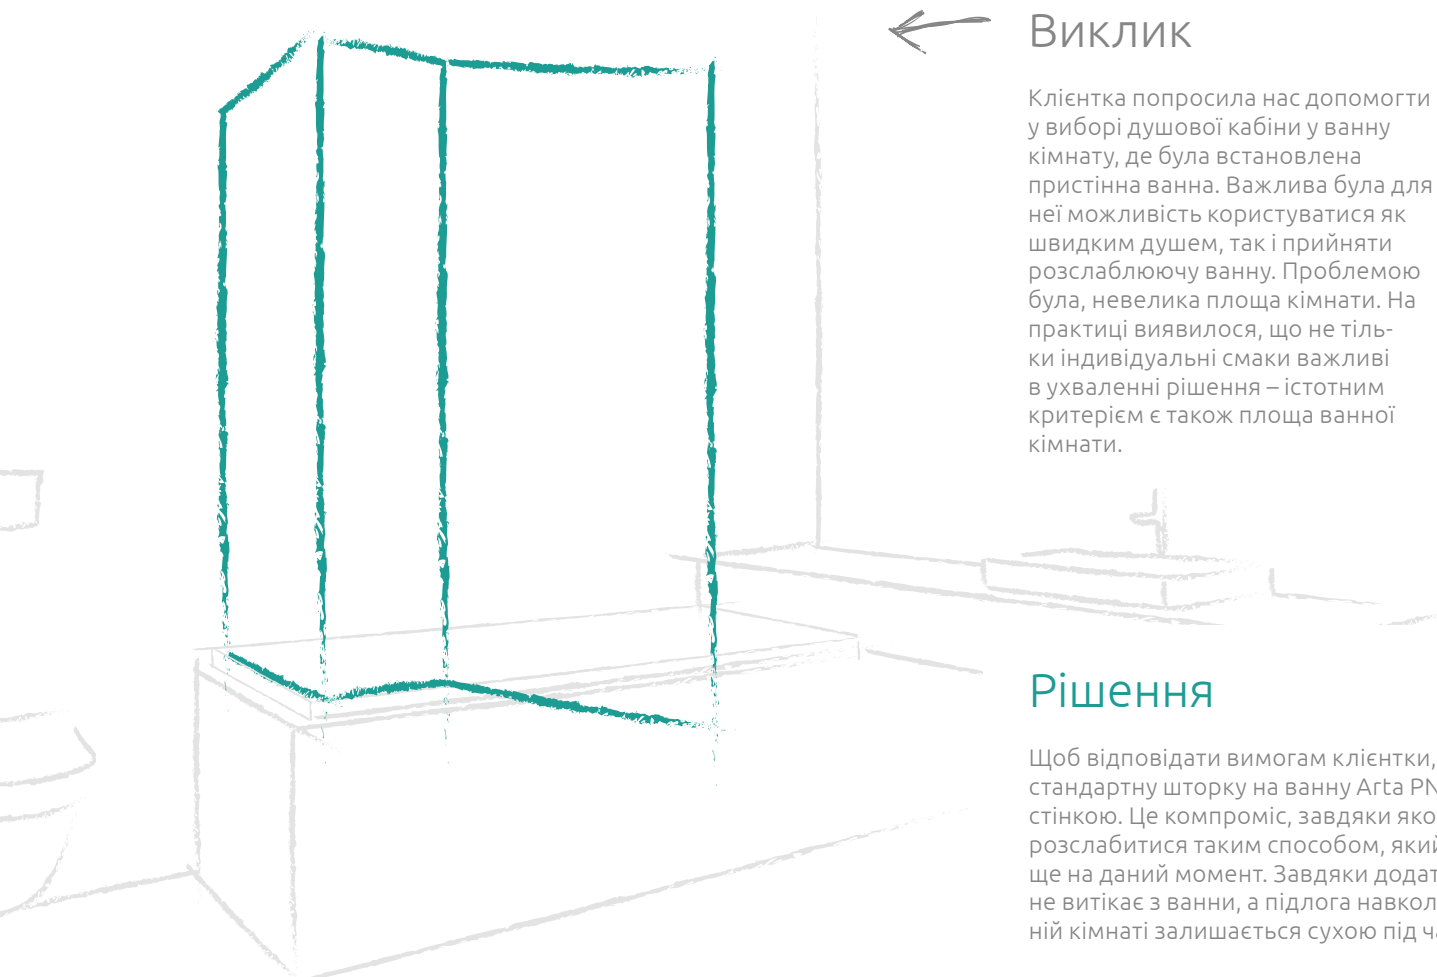 Виклик
Клієнтка попросила нас допомогти
у виборі душової кабіни у ванну
кімнату, де була встановлена
пристінна ванна. Важлива була для
неї можливість користуватися як
швидким душем, так і прийняти
розслаблюючу ванну. Проблемою
була, невелика площа кімнати. На
практиці виявилося, що не тіль-
ки індивідуальні смаки важливі
в ухваленні рішення – істотним
критерієм є також площа ванної
кімнати.
Рішення
Щоб відповідати вимогам клієнтки,
стандартну шторку на ванну Arta
стінкою. Це компроміс, завдяки
розслабитися таким способом,
ще на даний момент. Завдяки
не витікає з ванни, а підлога
ній кімнаті залишається сухою під